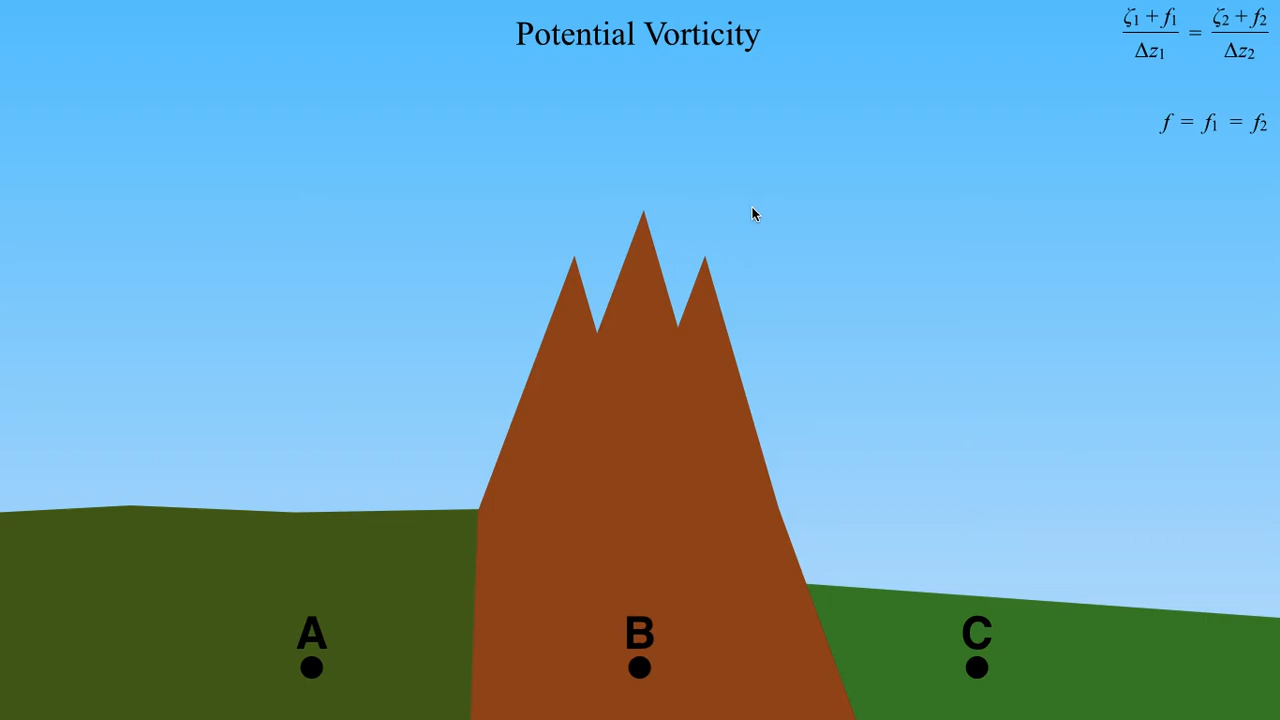 Potential Vorticity
ζ₁ + f₁ / Δz₁ = ζ₂ + f₂ / Δz₂
f = f₁ = f₂
A
B
C